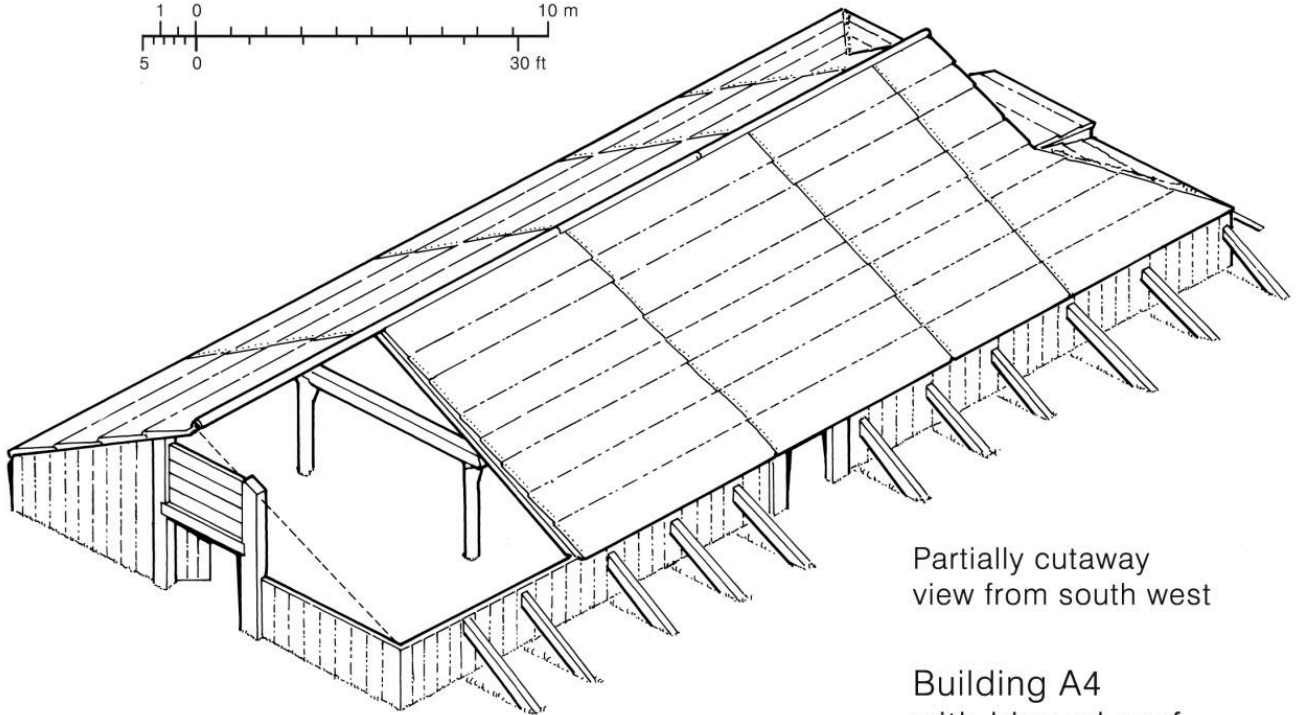 1 0 10 m
5 0 30 ft
Partially cutaway
view from south west
Building A4